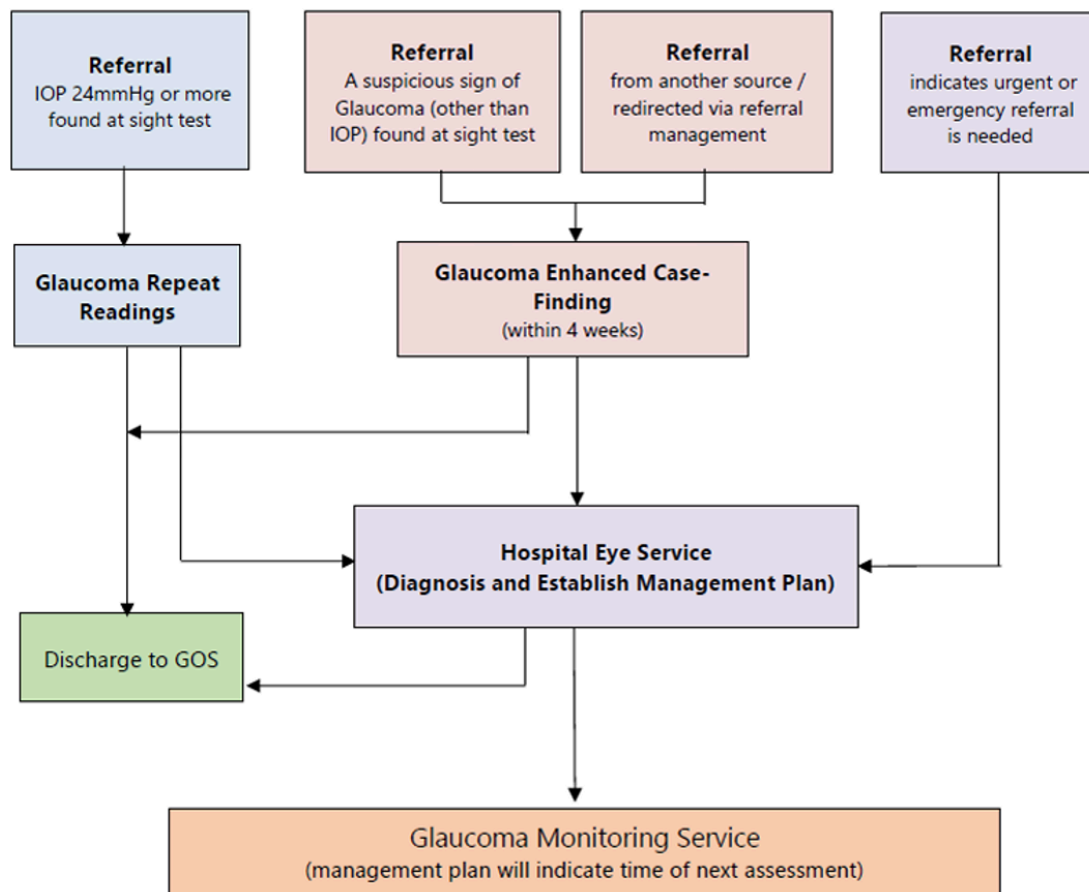 Referral
IOP 24mmHg or more
found at sight test
Referral
A suspicious sign of
Glaucoma (other than
IOP) found at sight test
Referral
from another source /
redirected via referral
management
Referral
indicates urgent or
emergency referral
is needed
Glaucoma Repeat
Readings
Glaucoma Enhanced Case-
Finding
(within 4 weeks)
Hospital Eye Service
(Diagnosis and Establish Management Plan)
Discharge to GOS
Glaucoma Monitoring Service
(management plan will indicate time of next assessment)